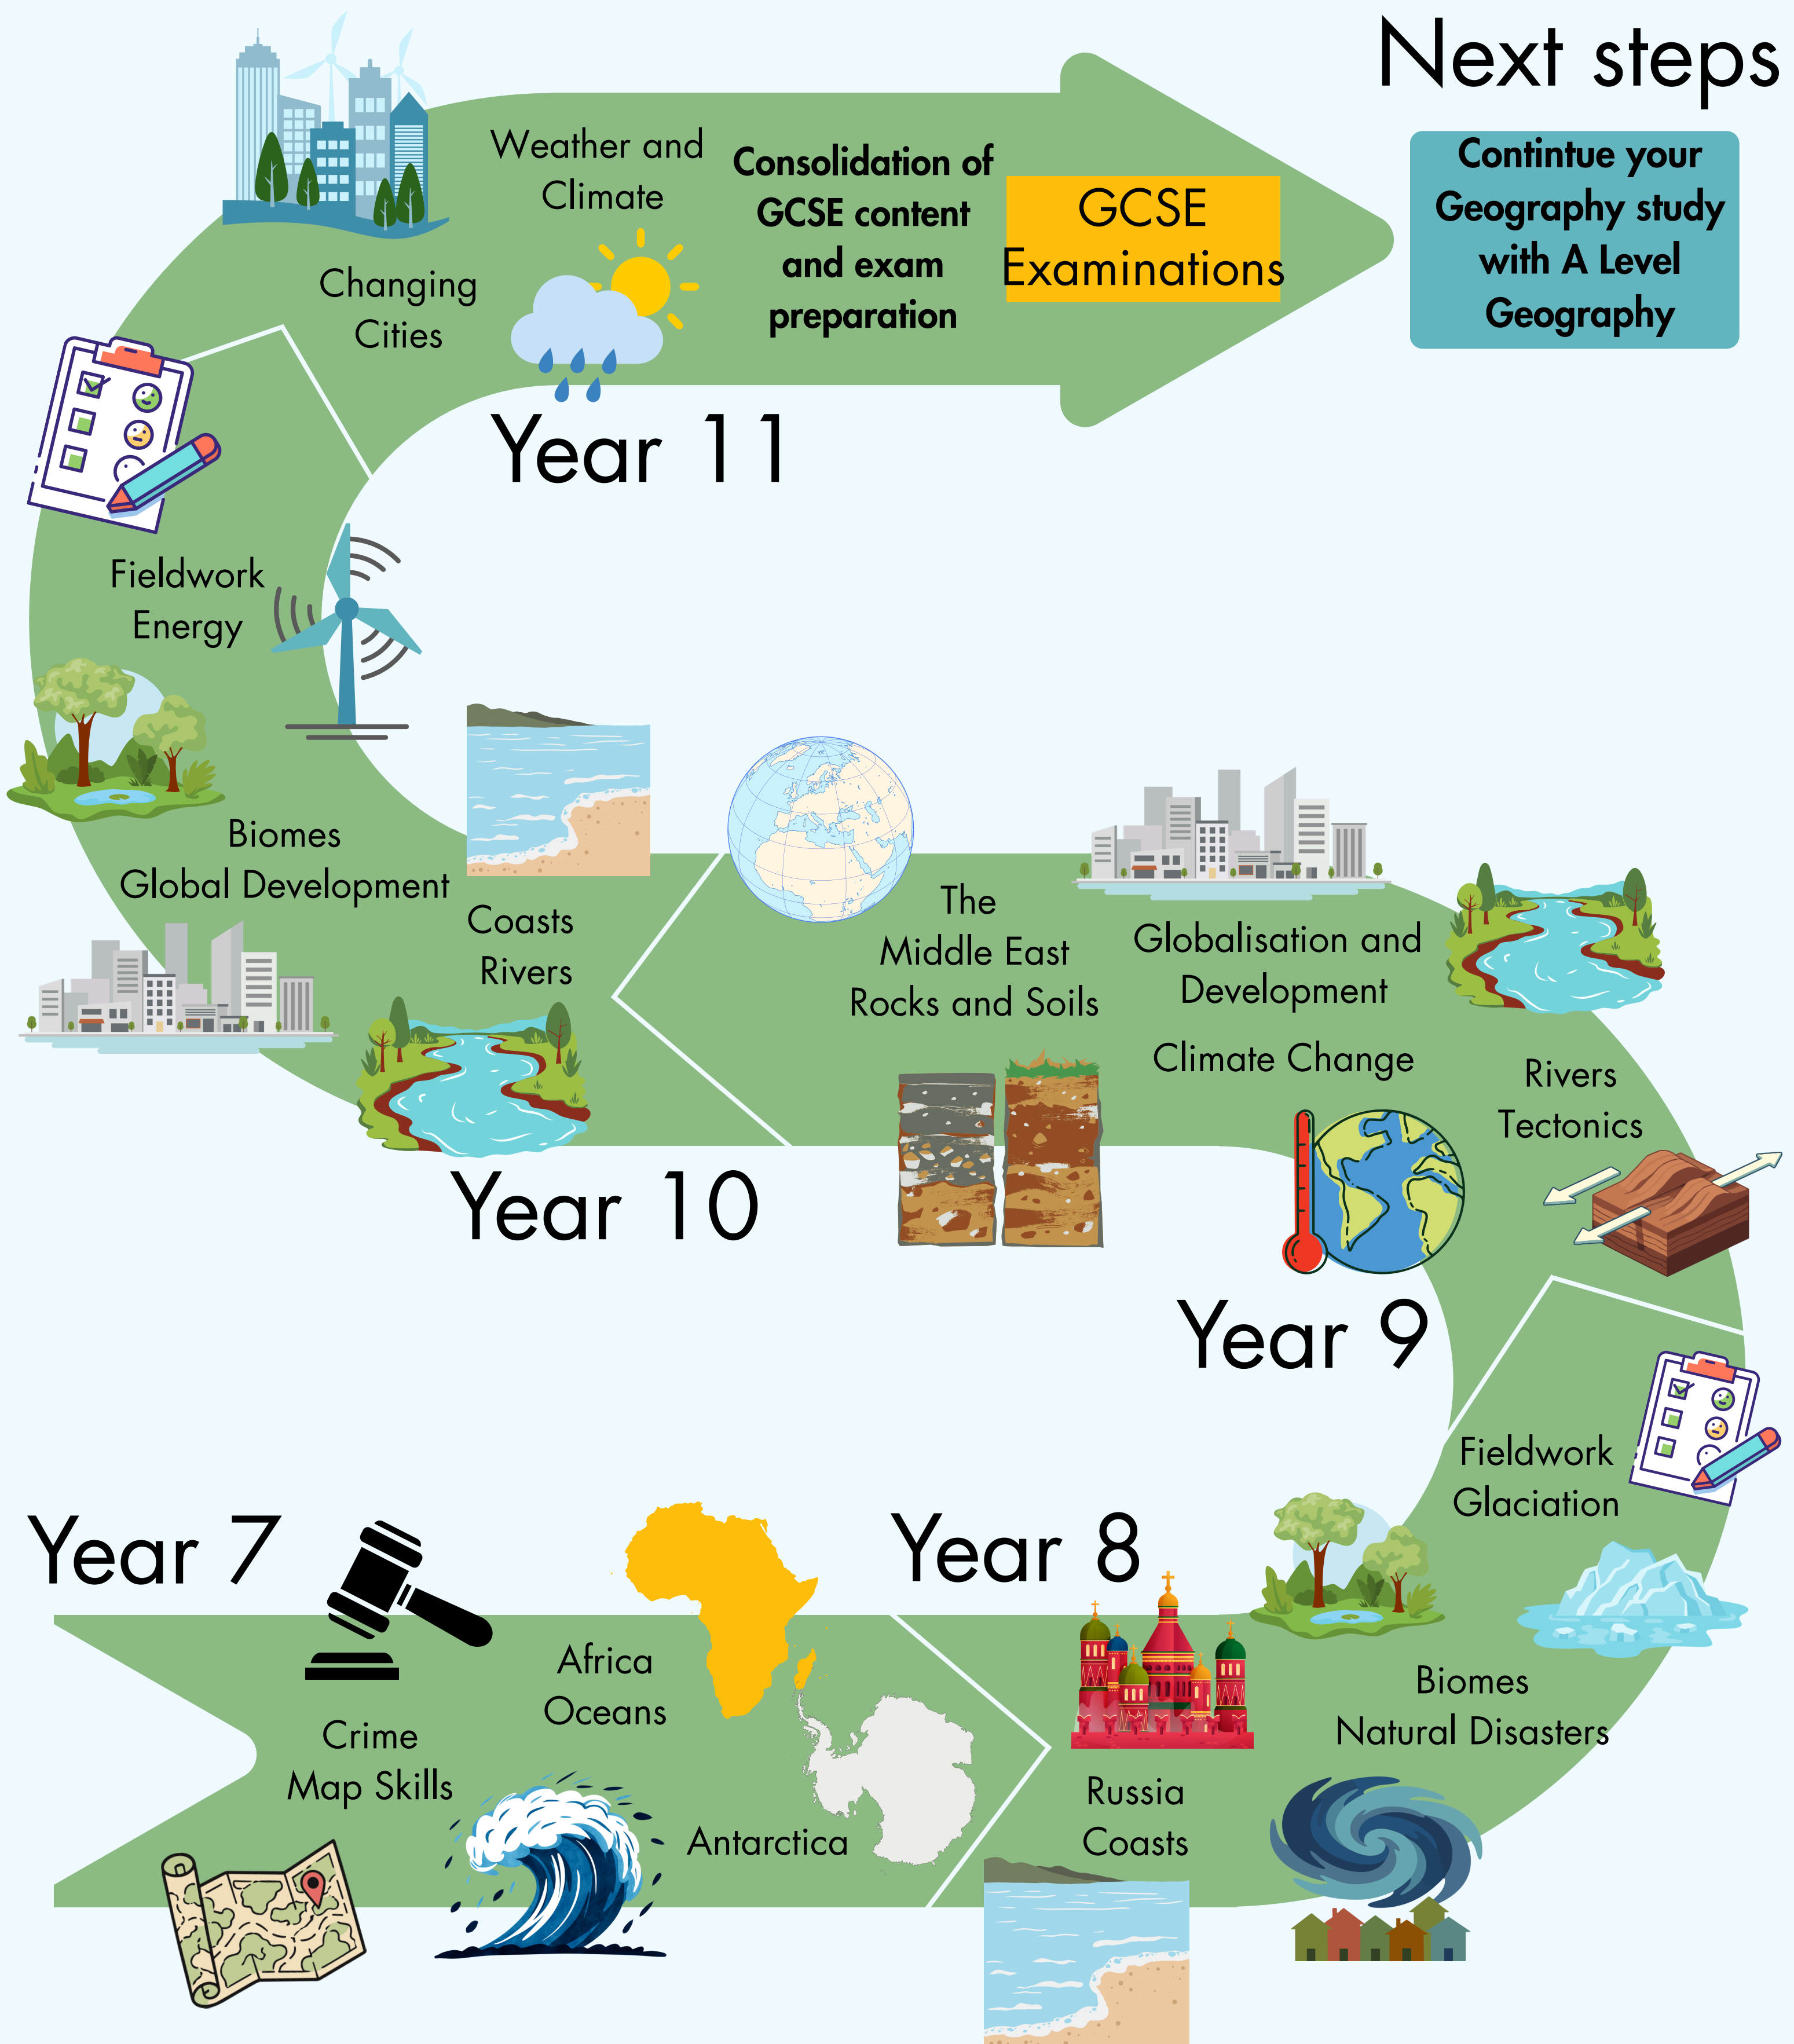 Next steps
Contintue your
Geography study
with A Level
Geography
GCSE
Examinations
Consolidation of
GCSE content
and exam
preparation
Weather and
Climate
Changing
Cities
Year 11
Fieldwork
Energy
Biomes
Global Development
Coasts
Rivers
Year 10
The
Middle East
Rocks and Soils
Globalisation and
Development
Climate Change
Rivers
Tectonics
Year 9
Fieldwork
Glaciation
Biomes
Natural Disasters
Year 8
Russia
Coasts
Year 7
Africa
Oceans
Antarctica
Crime
Map Skills